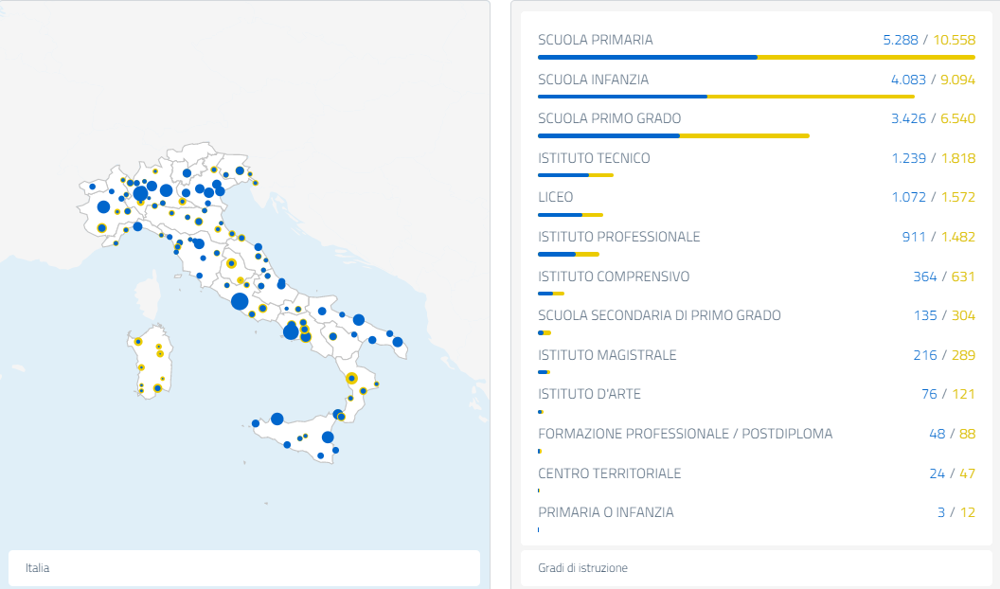 SCUOLA PRIMARIA 5.288 / 10.558
SCUOLA INFANZIA 4.083 / 9.094
SCUOLA PRIMO GRADO 3.426 / 6.540
ISTITUTO TECNICO 1.239 / 1.818
LICEO 1.072 / 1.572
ISTITUTO PROFESSIONALE 911 / 1.482
ISTITUTO COMPRENSIVO 364 / 631
SCUOLA SECONDARIA DI PRIMO GRADO 135 / 304
ISTITUTO MAGISTRALE 216 / 289
ISTITUTO D'ARTE 76 / 121
FORMAZIONE PROFESSIONALE / POSTDIPLOMA 48 / 88
CENTRO TERRITORIALE 24 / 47
PRIMARIA O INFANZIA 3 / 12
Italia
Gradi di istruzione